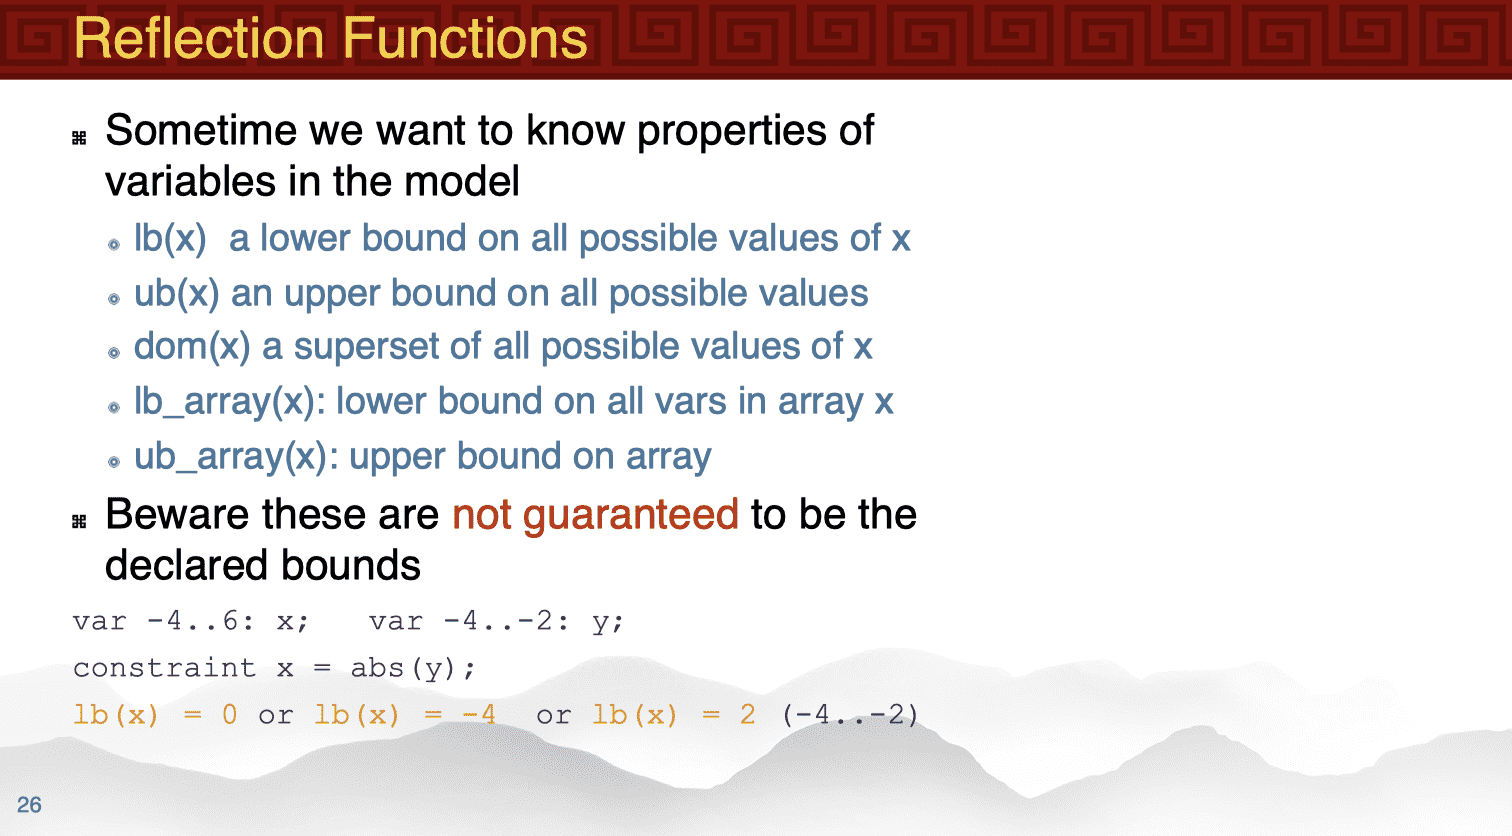 Reflection Functions
Sometime we want to know properties of
variables in the model
lb(x)  a lower bound on all possible values of x
ub(x) an upper bound on all possible values
dom(x) a superset of all possible values of x
lb_array(x): lower bound on all vars in array x
ub_array(x): upper bound on array
Beware these are not guaranteed to be the
declared bounds
var -4..6: x;   var -4..-2: y;
constraint x = abs(y);
lb(x) = 0 or lb(x) = -4  or lb(x) = 2 (-4..-2)
26